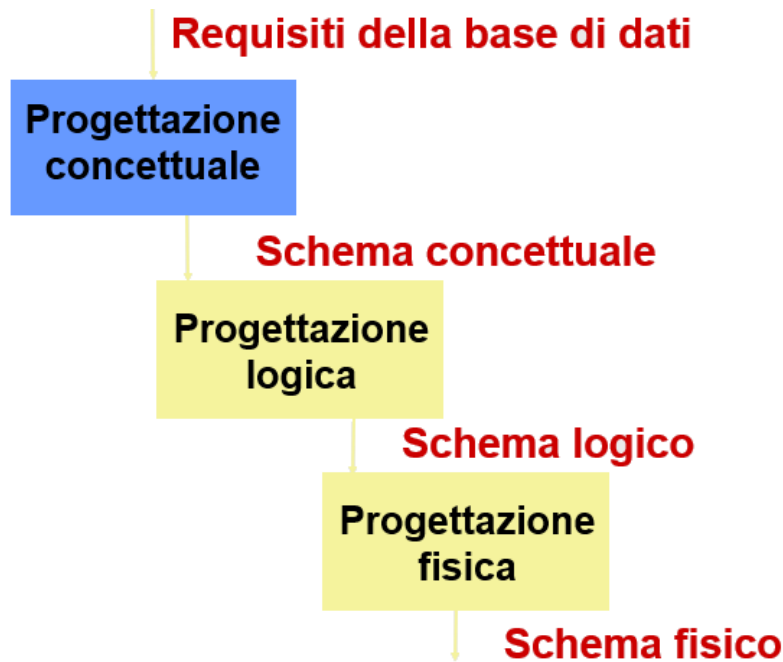 Requisiti della base di dati
Progettazione
concettuale
Schema concettuale
Progettazione
logica
Schema logico
Progettazione
fisica
Schema fisico